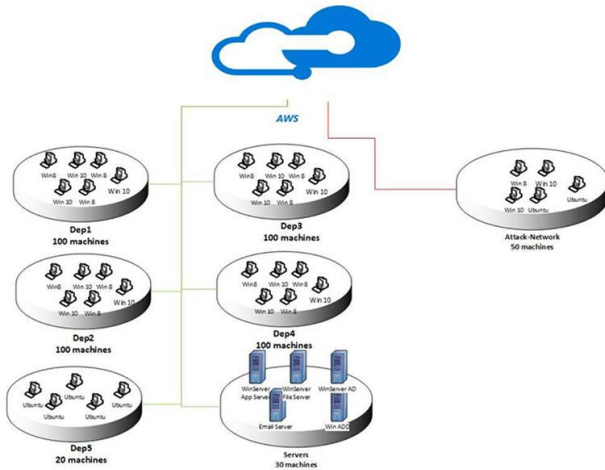 AWS
Win8 Win 10 Win 8
Win 10
Win 10 Win 8
Dep1
100 machines
Win8 Win 10 Win 8
Win 10
Win 10 Win 8
Dep3
100 machines
Win 8 Win 10
Ubuntu
Win 10 Ubuntu
Attack-Network
50 machines
Win8 Win 10 Win 8
Win 10
Win 10 Win 8
Dep2
100 machines
Win8 Win 10 Win 8
Win 10
Win 10 Win 8
Dep4
100 machines
Ubuntu Ubuntu Ubuntu
Ubuntu Ubuntu
Dep5
20 machines
WinServer App Server
WinServer File Server
WinServer AD
Email Server
Win ADD
Servers
30 machines